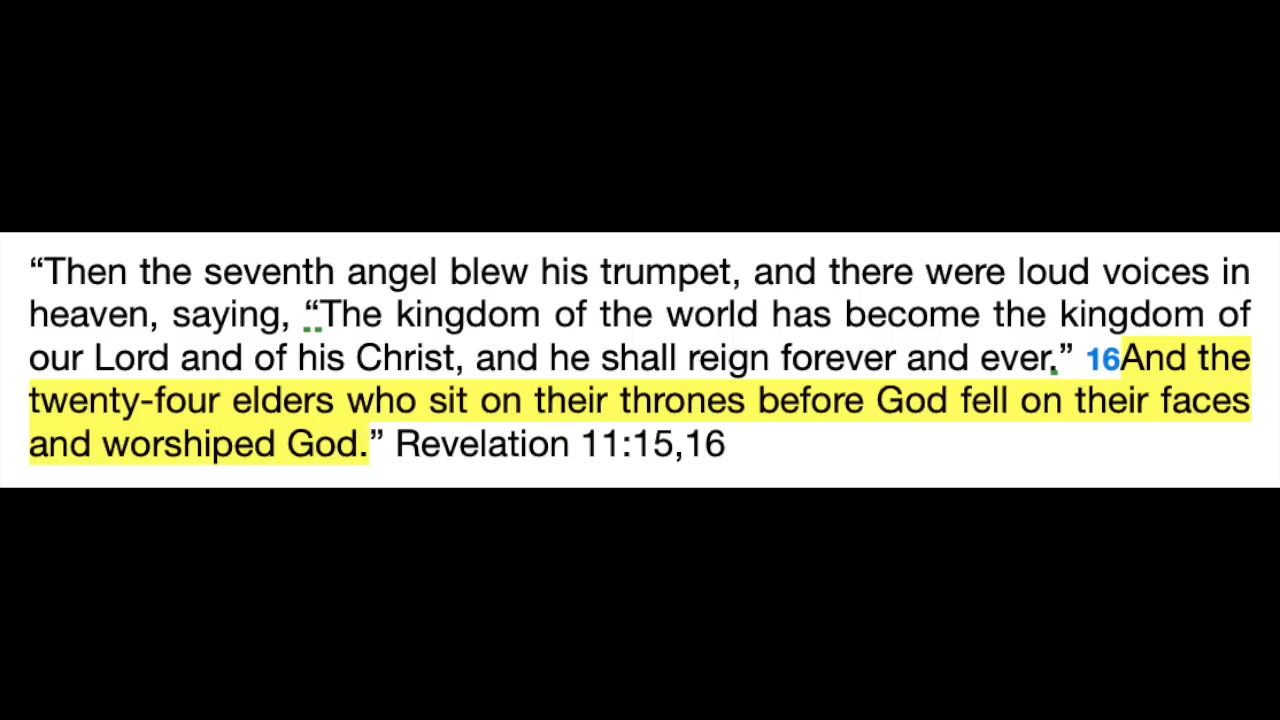 “Then the seventh angel blew his trumpet, and there were loud voices in
heaven, saying, “The kingdom of the world has become the kingdom of
our Lord and of his Christ, and he shall reign forever and ever.” 16And the
twenty-four elders who sit on their thrones before God fell on their faces
and worshiped God.” Revelation 11:15,16